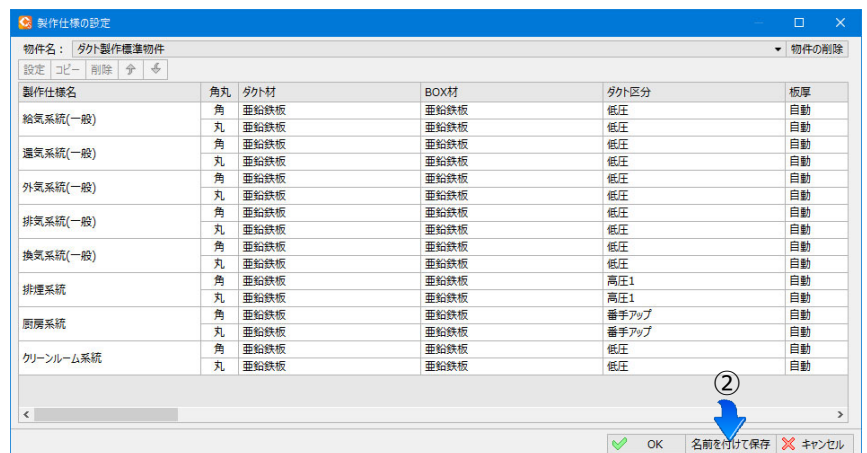 製作仕様の設定
物件名： ダクト製作標準物件 物件の削除
設定 コピー 削除
製作仕様名 角丸 ダクト材 BOX材 ダクト区分 板厚
給気系統(一般) 角 亜鉛鉄板 亜鉛鉄板 低圧 自動
丸 亜鉛鉄板 亜鉛鉄板 低圧 自動
還気系統(一般) 角 亜鉛鉄板 亜鉛鉄板 低圧 自動
丸 亜鉛鉄板 亜鉛鉄板 低圧 自動
外気系統(一般) 角 亜鉛鉄板 亜鉛鉄板 低圧 自動
丸 亜鉛鉄板 亜鉛鉄板 低圧 自動
排気系統(一般) 角 亜鉛鉄板 亜鉛鉄板 低圧 自動
丸 亜鉛鉄板 亜鉛鉄板 低圧 自動
換気系統(一般) 角 亜鉛鉄板 亜鉛鉄板 低圧 自動
丸 亜鉛鉄板 亜鉛鉄板 低圧 自動
排煙系統 角 亜鉛鉄板 亜鉛鉄板 高圧1 自動
丸 亜鉛鉄板 亜鉛鉄板 高圧1 自動
厨房系統 角 亜鉛鉄板 亜鉛鉄板 番手アップ 自動
丸 亜鉛鉄板 亜鉛鉄板 番手アップ 自動
クリーンルーム系統 角 亜鉛鉄板 亜鉛鉄板 低圧 自動
丸 亜鉛鉄板 亜鉛鉄板 低圧 自動
②
OK 名前を付けて保存 キャンセル